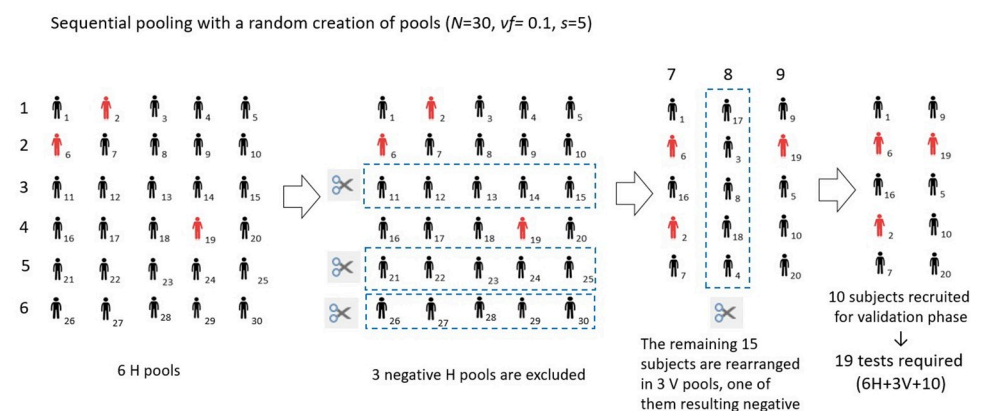 Sequential pooling with a random creation of pools (N=30, vf= 0.1, s=5)
7 8 9
1 1 2 3 4 5 1 2 3 4 5 1 17 9 1 9
2 6 7 8 9 10 6 7 8 9 10 6 3 19 6 19
3 11 12 13 14 15 11 12 13 14 15 16 8 5 16 5
4 16 17 18 19 20 16 17 18 19 20 2 18 10 2 10
5 21 22 23 24 25 21 22 23 24 25 7 4 20 7 20
6 26 27 28 29 30 26 27 28 29 30
6 H pools
3 negative H pools are excluded
The remaining 15
subjects are rearranged
in 3 V pools, one of
them resulting negative
10 subjects recruited
for validation phase
↓
19 tests required
(6H+3V+10)